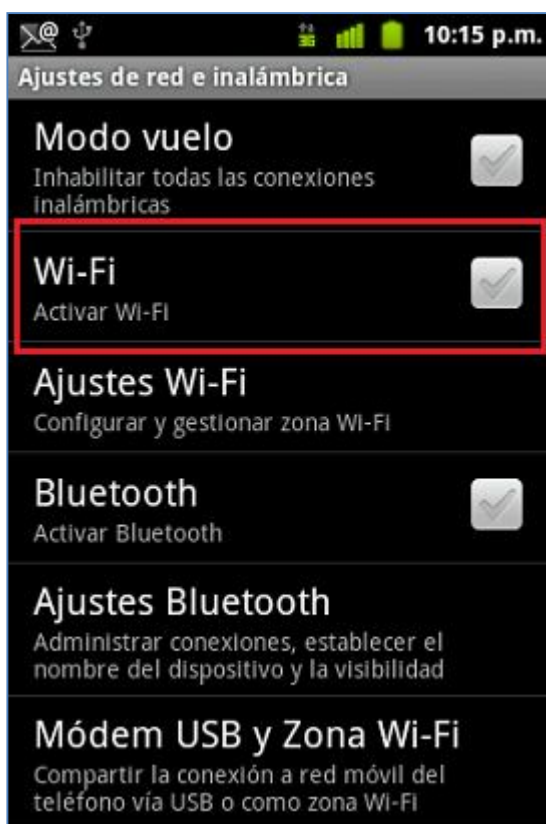 3G 10:15 p.m.
Ajustes de red e inalámbrica
Modo vuelo
Inhabilitar todas las conexiones
inalámbricas
Wi-Fi
Activar Wi-Fi
Ajustes Wi-Fi
Configurar y gestionar zona Wi-Fi
Bluetooth
Activar Bluetooth
Ajustes Bluetooth
Administrar conexiones, establecer el
nombre del dispositivo y la visibilidad
Módem USB y Zona Wi-Fi
Compartir la conexión a red móvil del
teléfono vía USB o como zona Wi-Fi